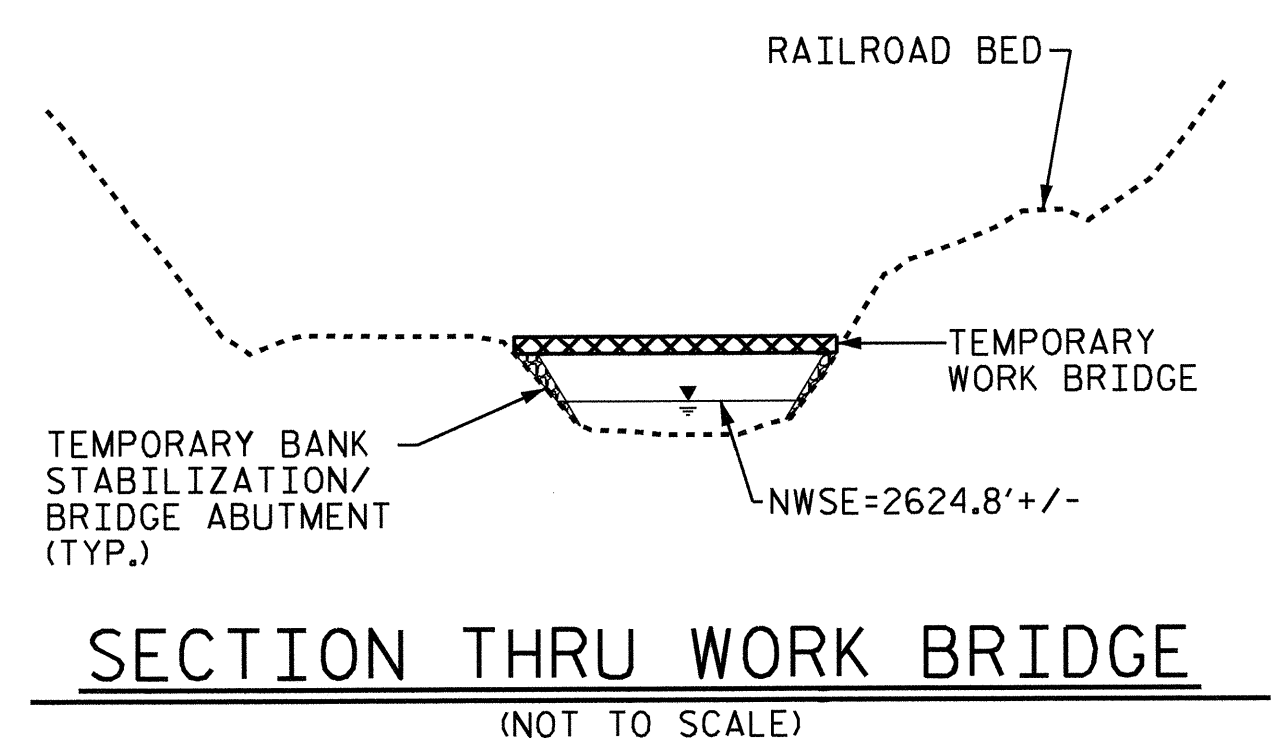 RAILROAD BED
TEMPORARY
WORK BRIDGE
TEMPORARY BANK
STABILIZATION/
BRIDGE ABUTMENT
(TYP.)
NWSE=2624.8'+/-
SECTION THRU WORK BRIDGE
(NOT TO SCALE)